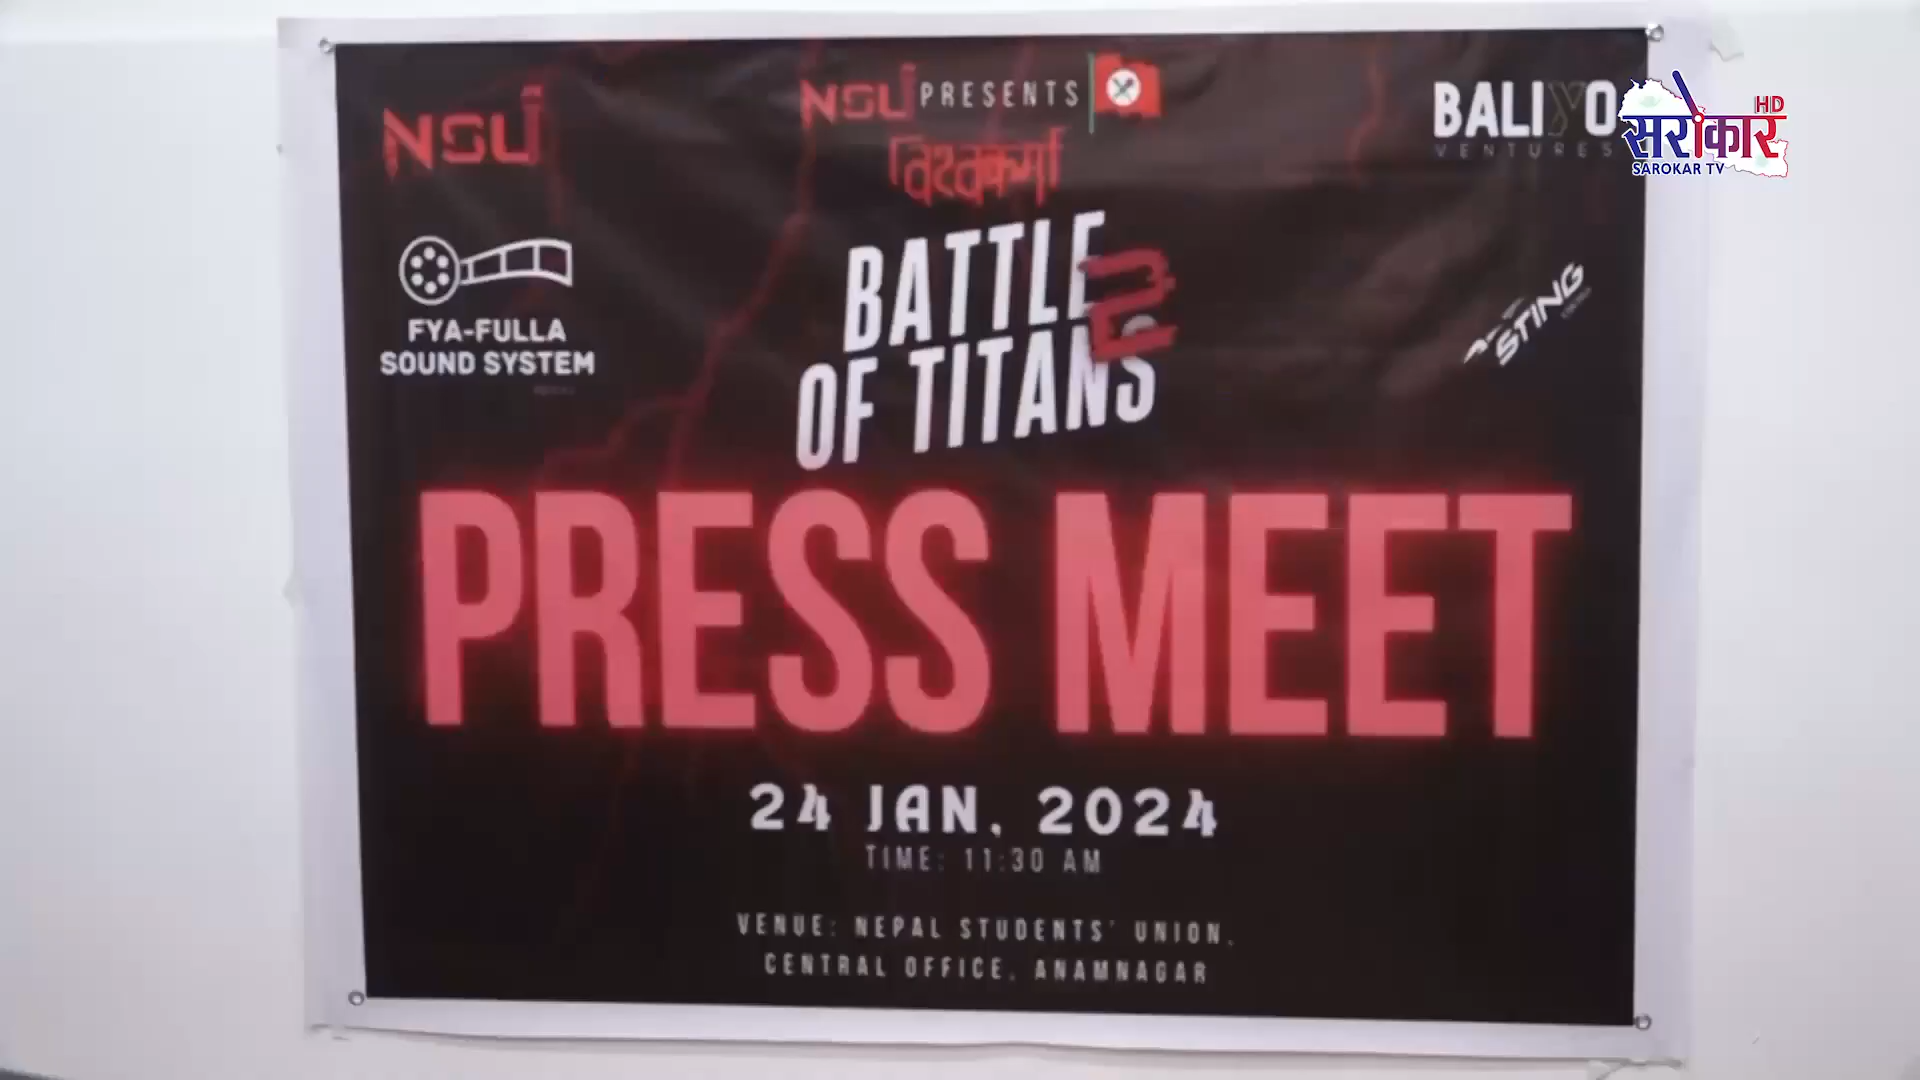 NSU
NSU PRESENTS
विश्वकर्मा
BALIYO
VENTURES
HD
सरोकार
SAROKAR TV
FYA-FULLA
SOUND SYSTEM
BATTLE
OF TITANS
2
STING
PRESS MEET
24 JAN, 2024
TIME: 11:30 AM
VENUE: NEPAL STUDENTS' UNION,
CENTRAL OFFICE, ANAMNAGAR